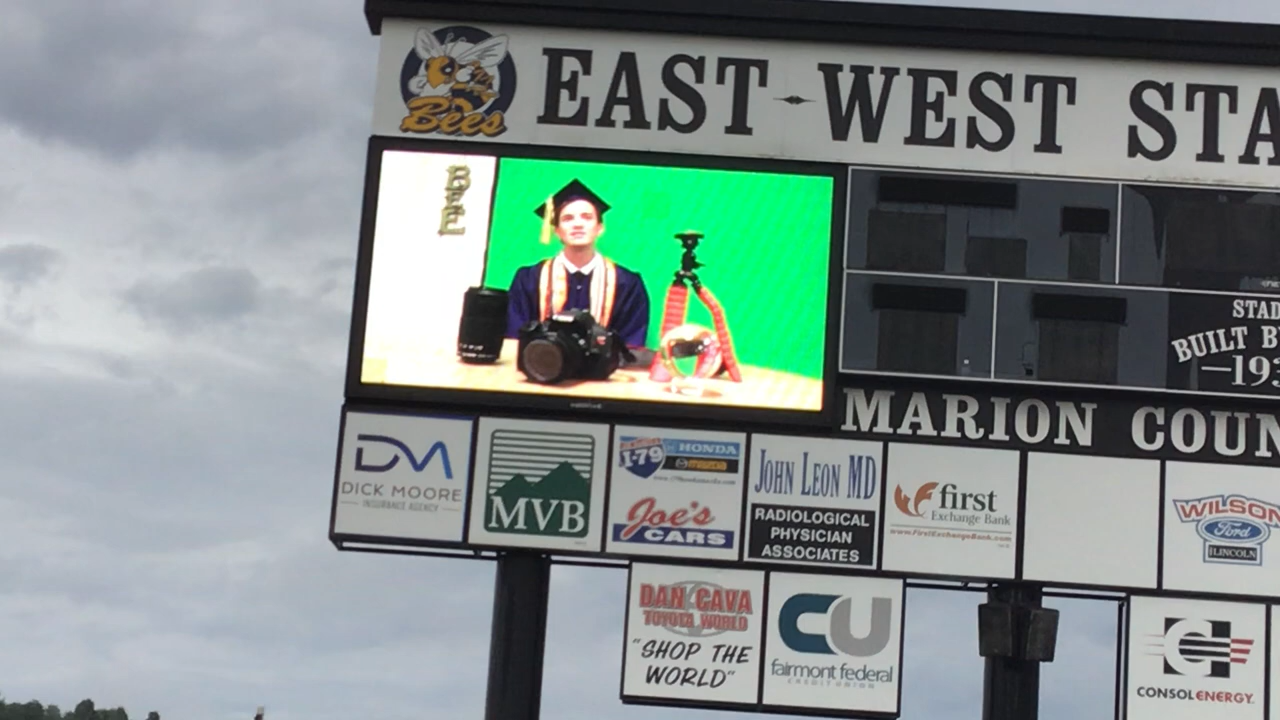 Bees
EAST-WEST STA
BEE
STAD
BUILT B
—193
MARION COUN
DM
DICK MOORE
INSURANCE AGENCY
MVB
I-79
HONDA
mazda
Joe's
CARS
JOHN LEON MD
RADIOLOGICAL
PHYSICIAN
ASSOCIATES
first
Exchange Bank
www.FirstExchangeBank.com
WILSON
Ford
LINCOLN
DAN CAVA
TOYOTA WORLD
"SHOP THE
WORLD"
CU
fairmont federal
CREDIT UNION
C
CONSOL ENERGY